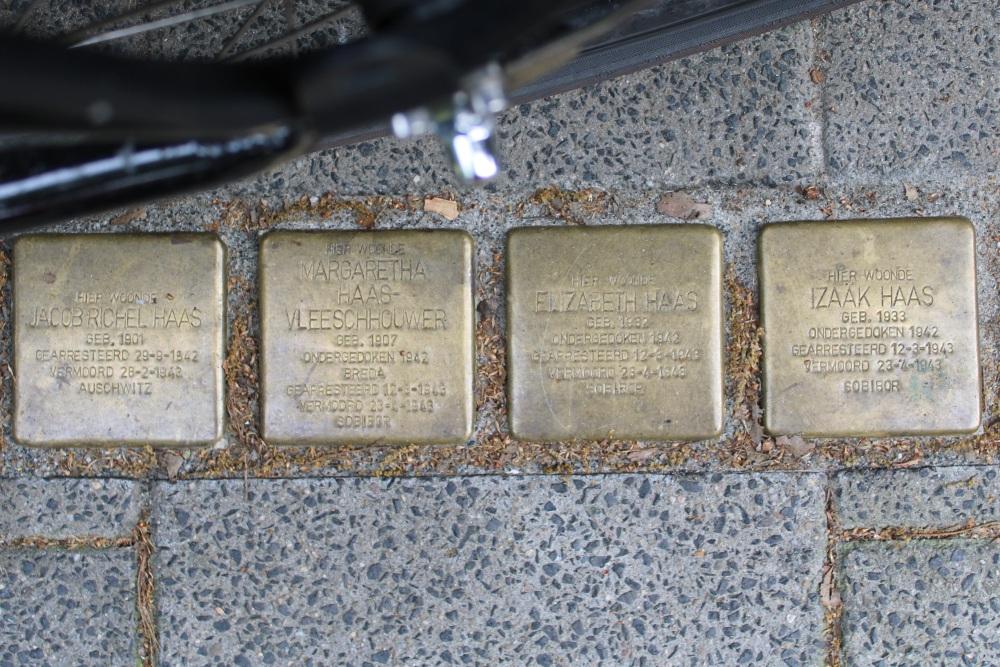 HIER WOONDE
JACOB RICHEL HAAS
GEB. 1901
GEARRESTEERD 29-9-1942
VERMOORD 28-2-1943
AUSCHWITZ
HIER WOONDE
MARGARETHA
HAAS-
VLEESCHHOUWER
GEB. 1907
ONDERGEDOKEN 1942
BREDA
GEARRESTEERD 12-3-1943
VERMOORD 23-4-1943
SOBIBOR
HIER WOONDE
ELIZABETH HAAS
GEB. 1932
ONDERGEDOKEN 1942
GEARRESTEERD 12-3-1943
VERMOORD 23-4-1943
SOBIBOR
HIER WOONDE
IZAAK HAAS
GEB. 1933
ONDERGEDOKEN 1942
GEARRESTEERD 12-3-1943
VERMOORD 23-4-1943
SOBIBOR